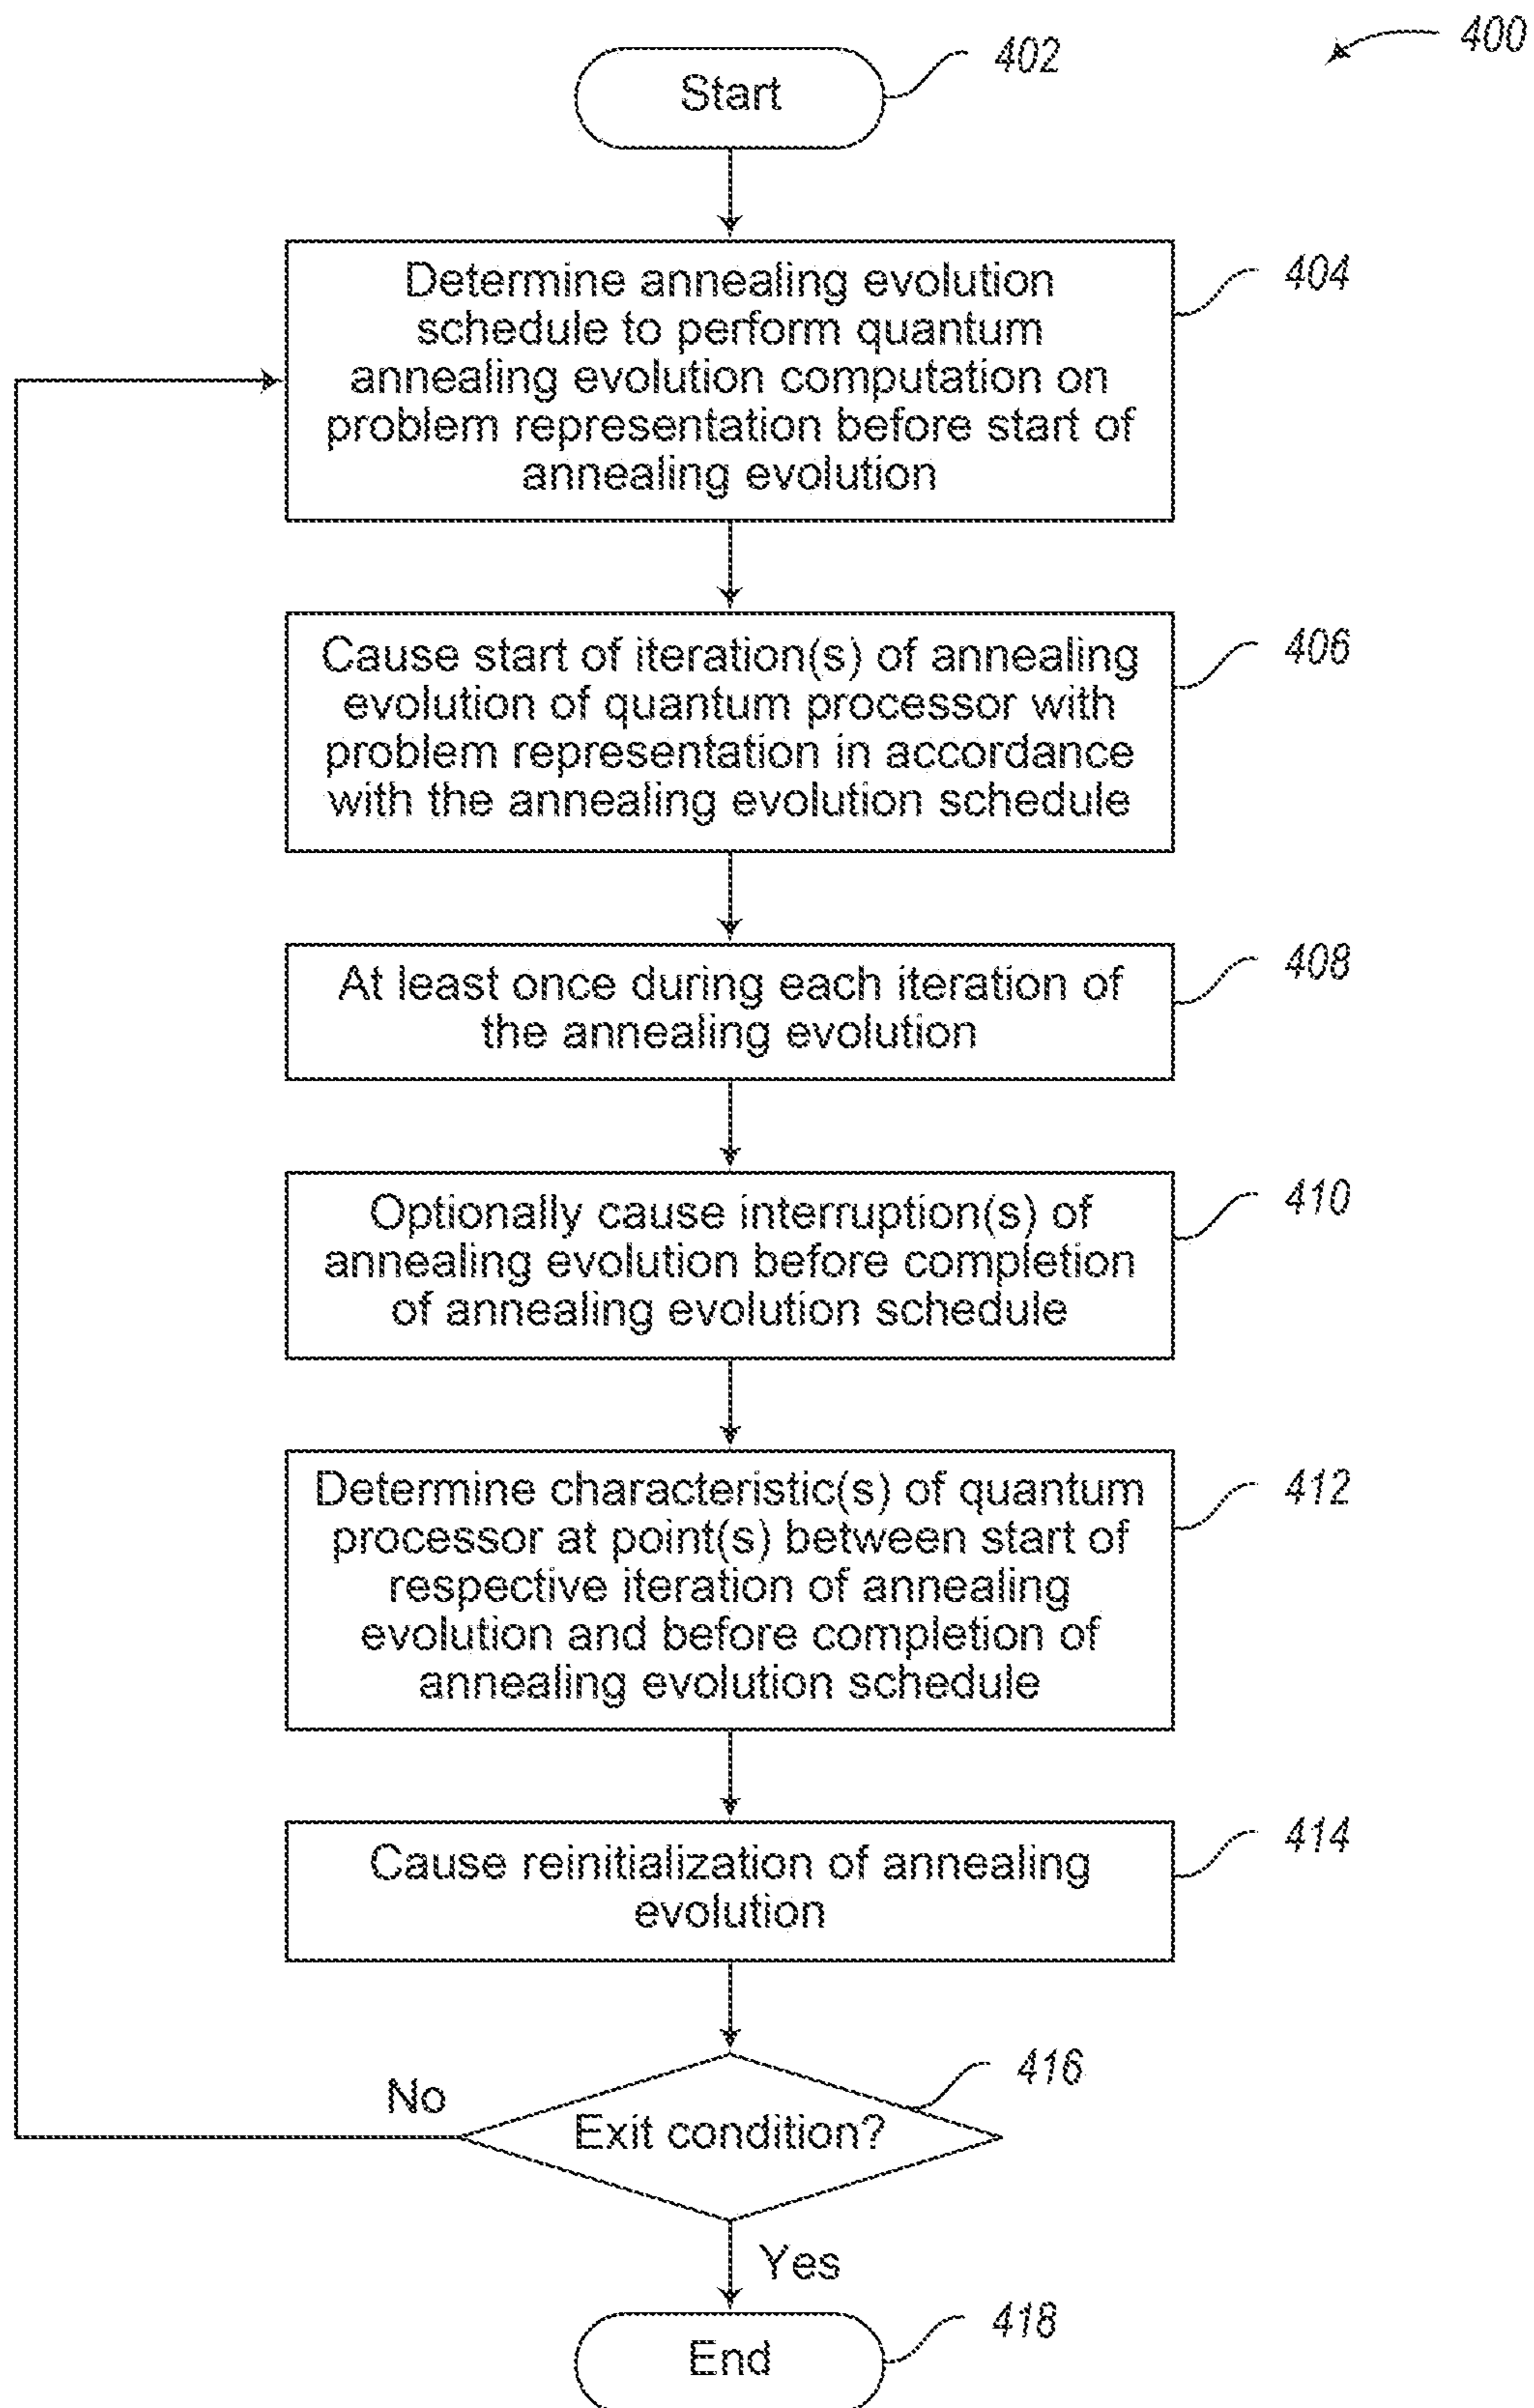 400
Start
402
Determine annealing evolution
schedule to perform quantum
annealing evolution computation on
problem representation before start of
annealing evolution
404
Cause start of iteration(s) of annealing
evolution of quantum processor with
problem representation in accordance
with the annealing evolution schedule
406
At least once during each iteration of
the annealing evolution
408
Optionally cause interruption(s) of
annealing evolution before completion
of annealing evolution schedule
410
Determine characteristic(s) of quantum
processor at point(s) between start of
respective iteration of annealing
evolution and before completion of
annealing evolution schedule
412
Cause reinitialization of annealing
evolution
414
Exit condition?
416
No
Yes
End
418